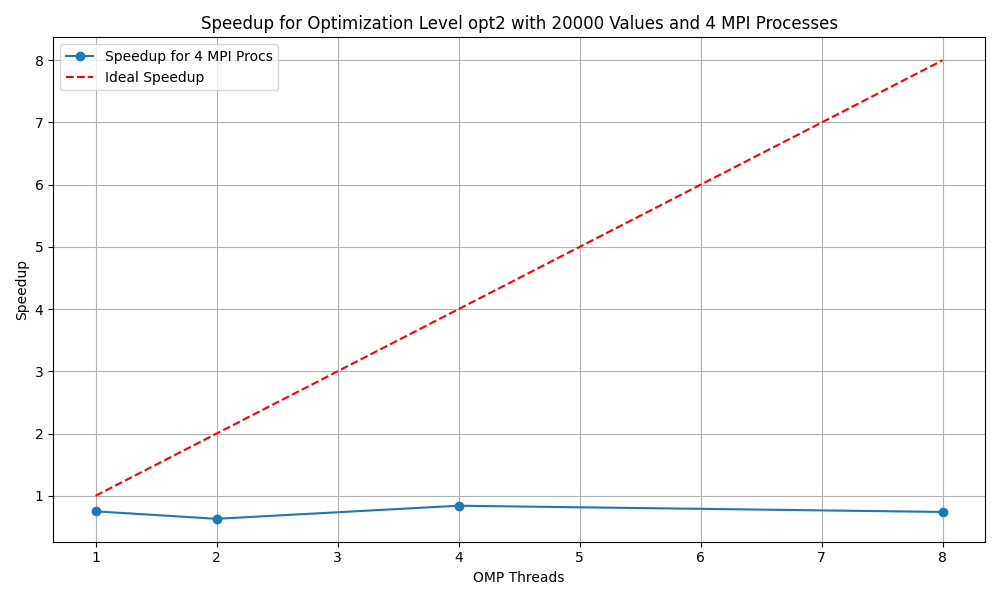 Speedup for Optimization Level opt2 with 20000 Values and 4 MPI Processes
Speedup for 4 MPI Procs
Ideal Speedup
8
7
6
5
4
3
2
1
Speedup
1 2 3 4 5 6 7 8
OMP Threads